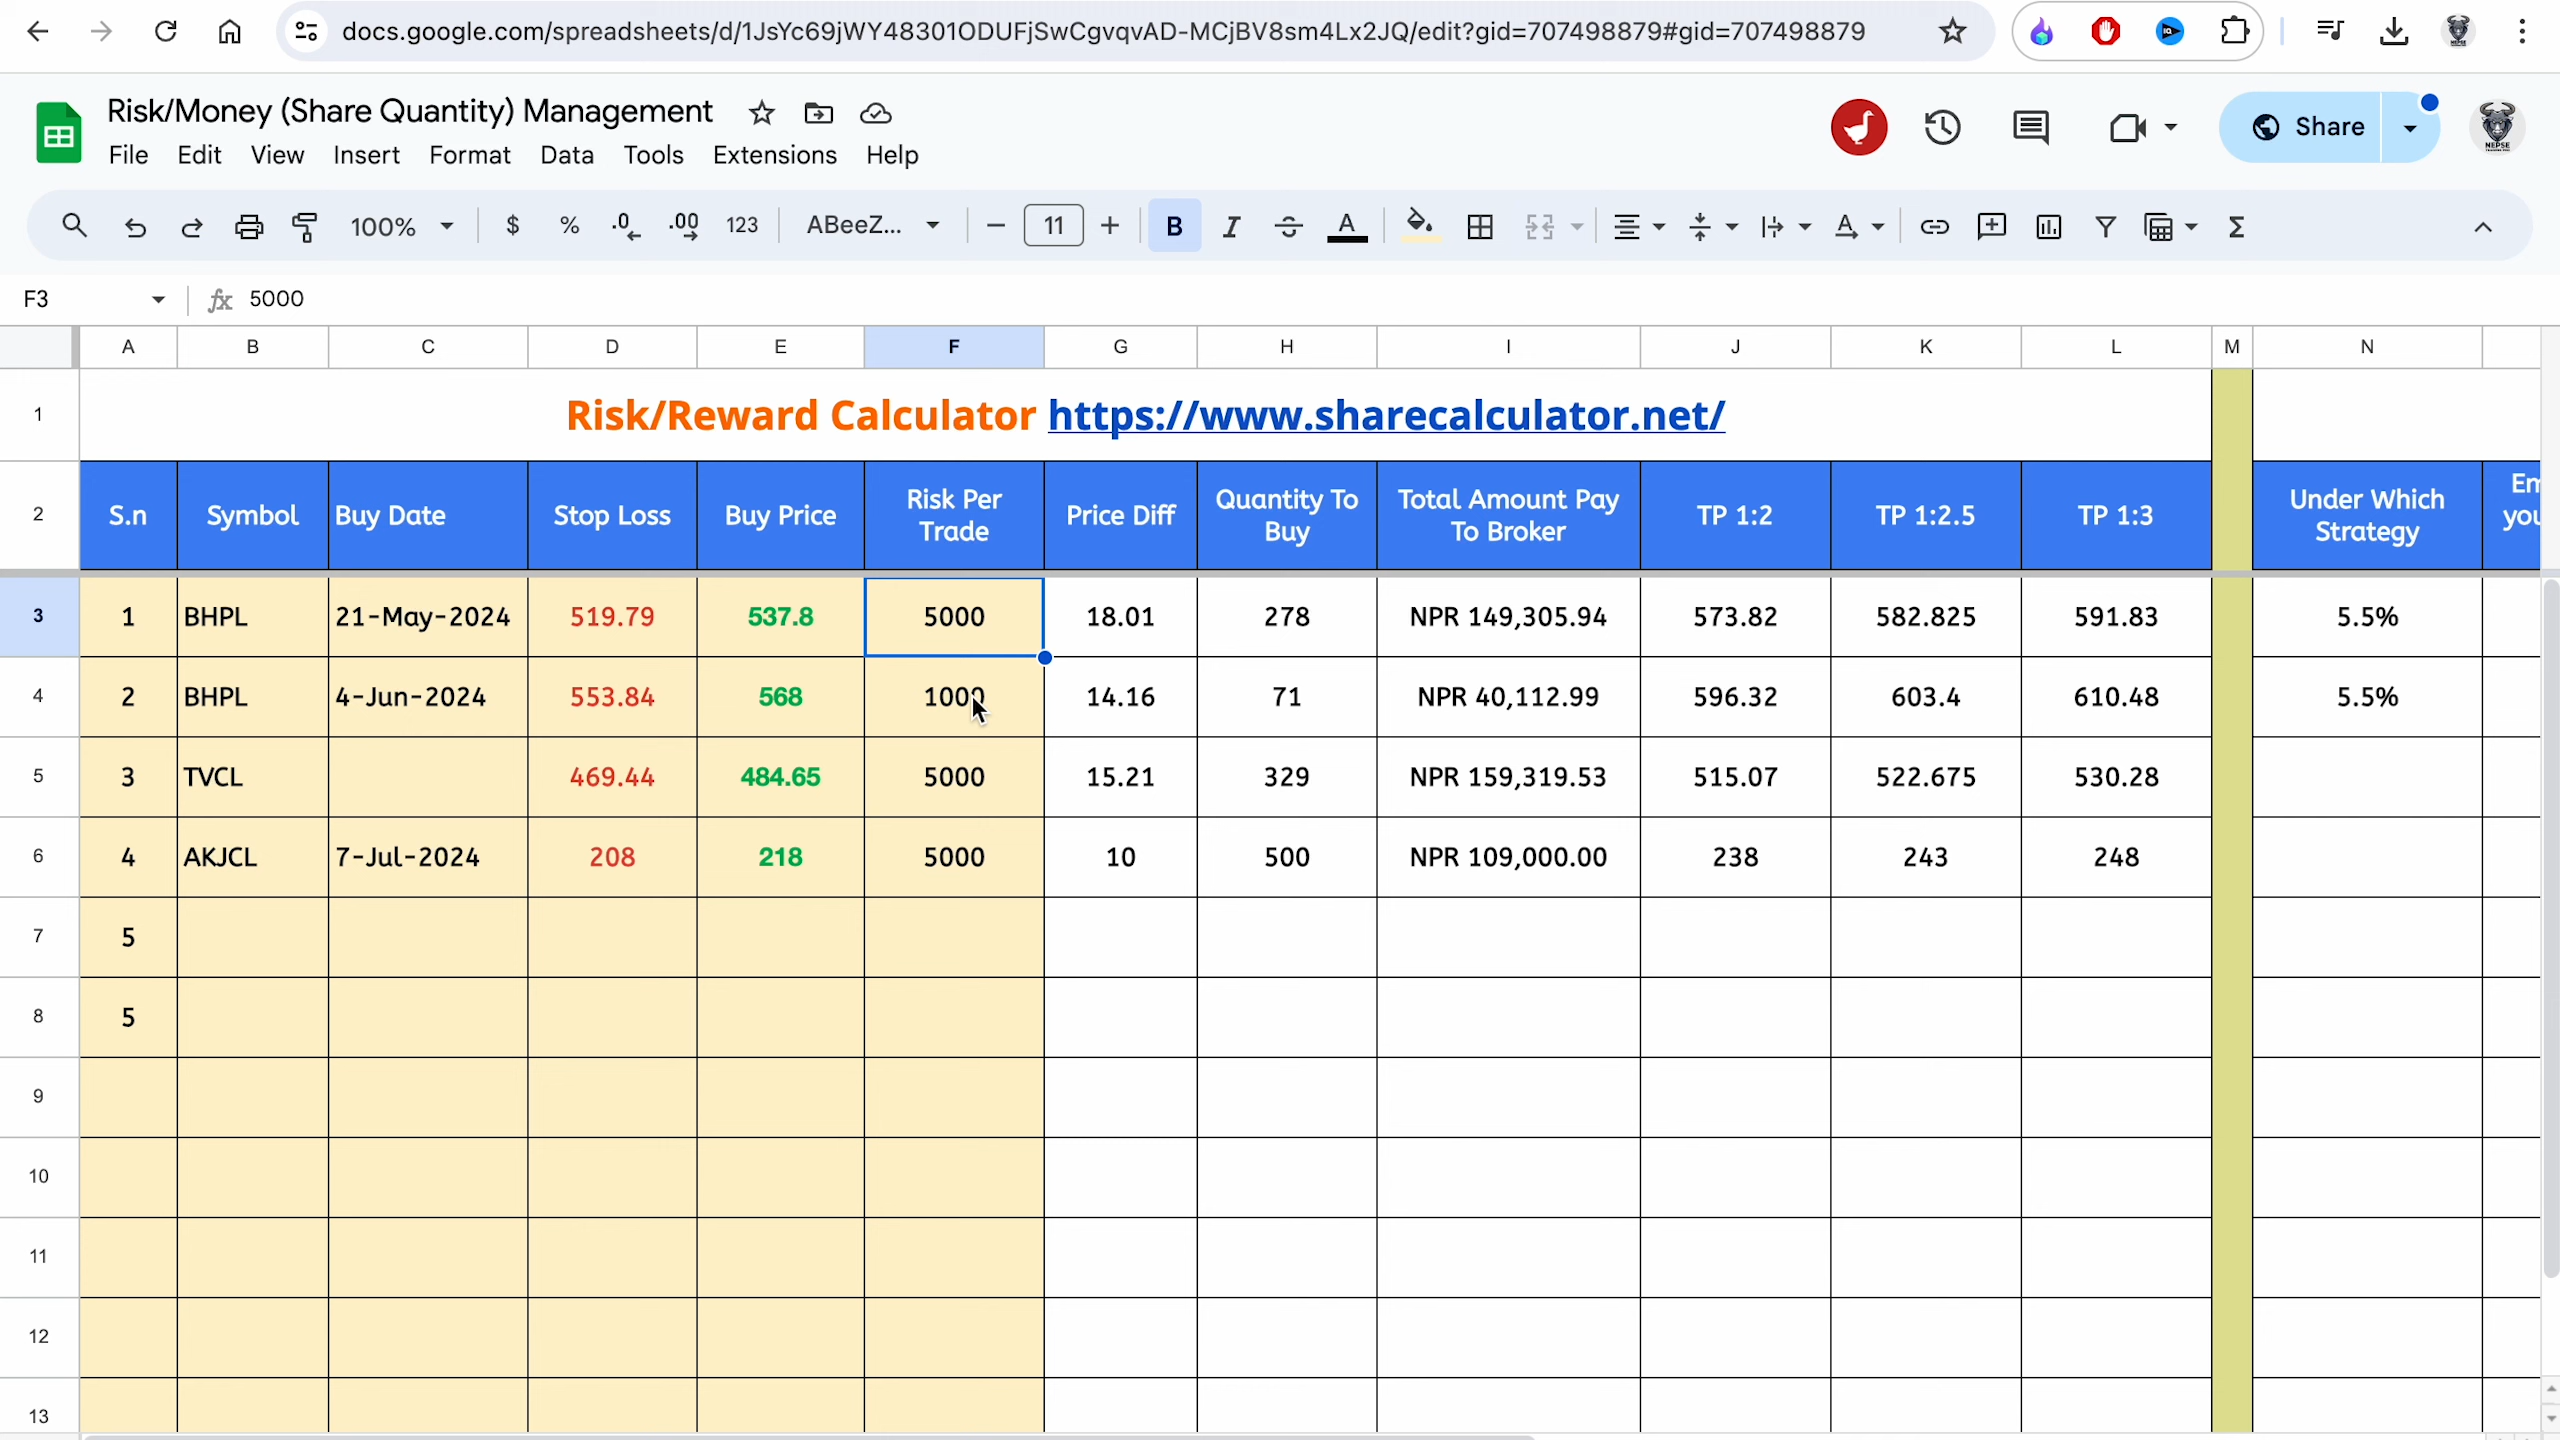 docs.google.com/spreadsheets/d/1JsYc69jWY48301ODUFjSwCgvqvAD-MCjBV8sm4Lx2JQ/edit?gid=707498879#gid=707498879
Risk/Money (Share Quantity) Management
File Edit View Insert Format Data Tools Extensions Help
Share
100% $ % .0 .00 123 ABeeZ... 11 B I A
F3 5000
A B C D E F G H I J K L M N
1 Risk/Reward Calculator https://www.sharecalculator.net/
2 S.n Symbol Buy Date Stop Loss Buy Price Risk Per Trade Price Diff Quantity To Buy Total Amount Pay To Broker TP 1:2 TP 1:2.5 TP 1:3 Under Which Strategy
3 1 BHPL 21-May-2024 519.79 537.8 5000 18.01 278 NPR 149,305.94 573.82 582.825 591.83 5.5%
4 2 BHPL 4-Jun-2024 553.84 568 1000 14.16 71 NPR 40,112.99 596.32 603.4 610.48 5.5%
5 3 TVCL 469.44 484.65 5000 15.21 329 NPR 159,319.53 515.07 522.675 530.28
6 4 AKJCL 7-Jul-2024 208 218 5000 10 500 NPR 109,000.00 238 243 248
7 5
8 5
9
10
11
12
13